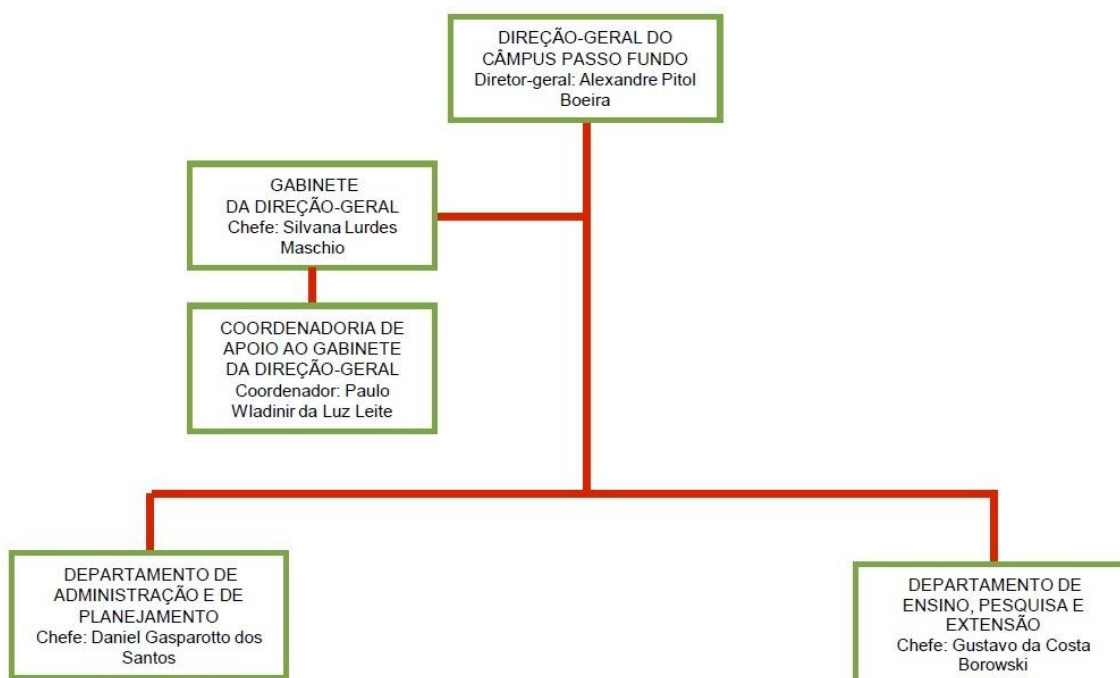 DIREÇÃO-GERAL DO
CÂMPUS PASSO FUNDO
Diretor-geral: Alexandre Pitol
Boeira
GABINETE
DA DIREÇÃO-GERAL
Chefe: Silvana Lurdes
Maschio
COORDENADORIA DE
APOIO AO GABINETE
DA DIREÇÃO-GERAL
Coordenador: Paulo
Wladinir da Luz Leite
DEPARTAMENTO DE
ADMINISTRAÇÃO E DE
PLANEJAMENTO
Chefe: Daniel Gasparotto dos
Santos
DEPARTAMENTO DE
ENSINO, PESQUISA E
EXTENSÃO
Chefe: Gustavo da Costa
Borowski